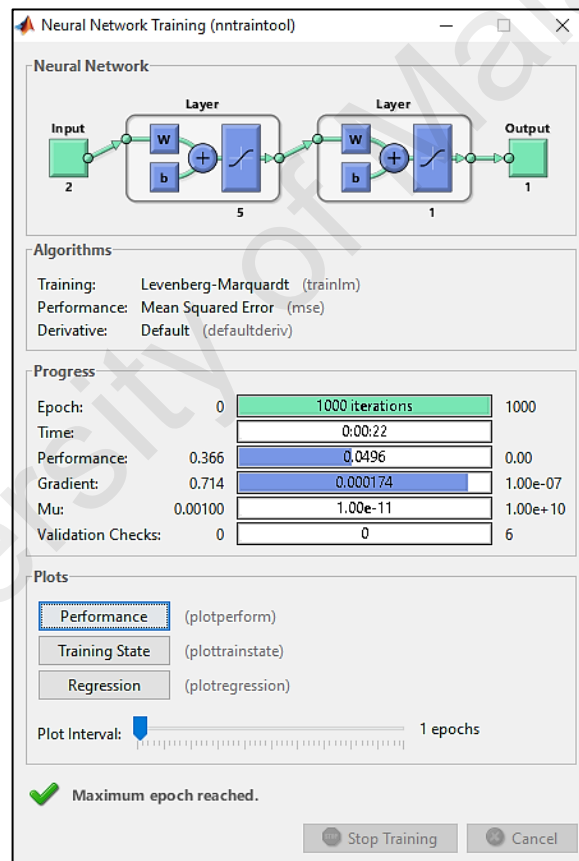 Neural Network Training (nntraintool)
Neural Network
Layer Layer
Input Output
W W
b b
2 5 1 1
Algorithms
Training: Levenberg-Marquardt (trainlm)
Performance: Mean Squared Error (mse)
Derivative: Default (defaultderiv)
Progress
Epoch: 0 1000 iterations 1000
Time: 0:00:22
Performance: 0.366 0.0496 0.00
Gradient: 0.714 0.000174 1.00e-07
Mu: 0.00100 1.00e-11 1.00e+10
Validation Checks: 0 0 6
Plots
Performance (plotperform)
Training State (plottrainstate)
Regression (plotregression)
Plot Interval: 1 epochs
Maximum epoch reached.
Stop Training Cancel